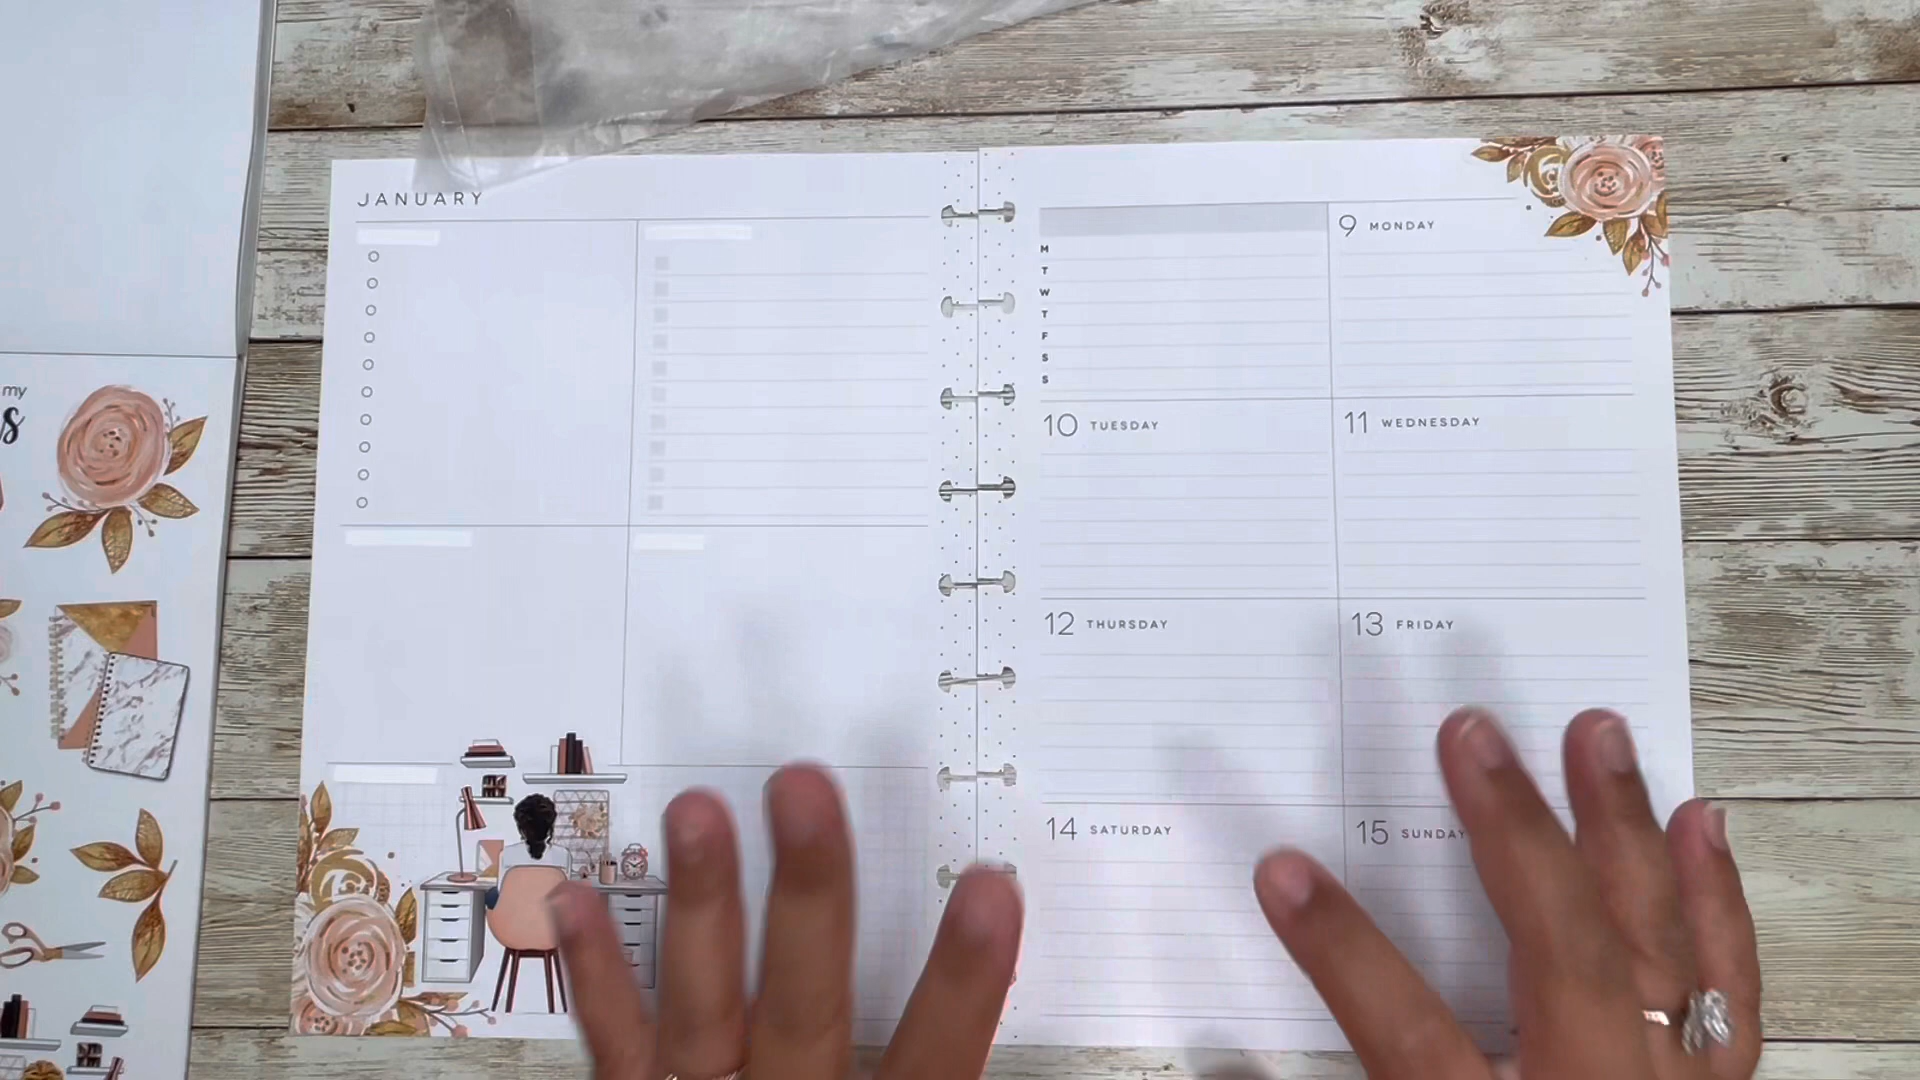 my
s
JANUARY
M
T
W
T
F
S
S
9 MONDAY
10 TUESDAY
11 WEDNESDAY
12 THURSDAY
13 FRIDAY
14 SATURDAY
15 SUNDAY